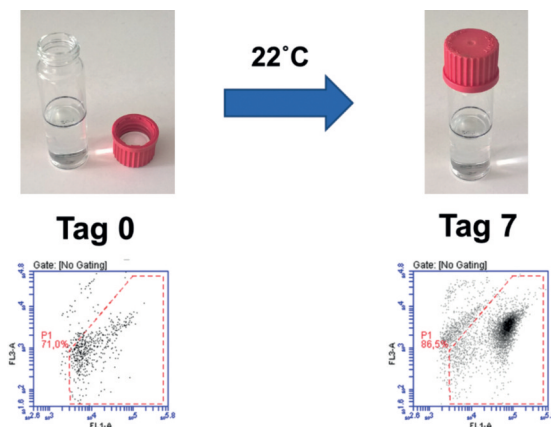 22°C
Tag 0
Tag 7
Gate: [No Gating]
P1
71,0%
FL3-A
FL1-A
Gate: [No Gating]
P1
86,5%
FL3-A
FL1-A